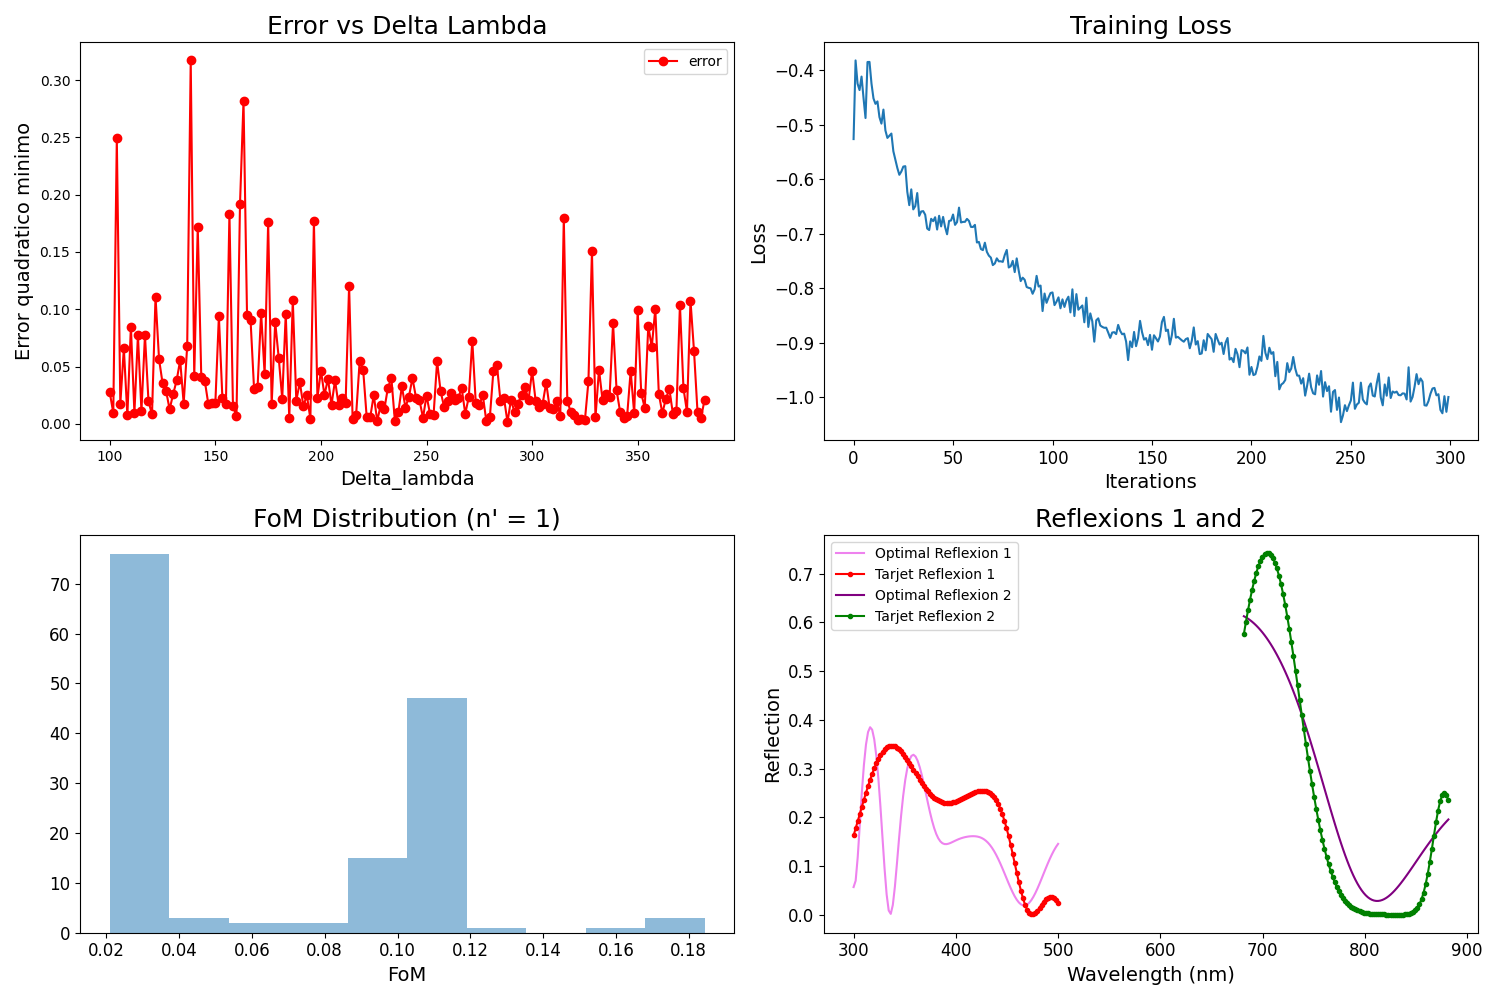 Error vs Delta Lambda
error
Error quadratico minimo
0.30
0.25
0.20
0.15
0.10
0.05
0.00
100 150 200 250 300 350
Delta_lambda
Training Loss
Loss
−0.4
−0.5
−0.6
−0.7
−0.8
−0.9
−1.0
0 50 100 150 200 250 300
Iterations
FoM Distribution (n' = 1)
70
60
50
40
30
20
10
0
0.02 0.04 0.06 0.08 0.10 0.12 0.14 0.16 0.18
FoM
Reflexions 1 and 2
Optimal Reflexion 1
Tarjet Reflexion 1
Optimal Reflexion 2
Tarjet Reflexion 2
Reflection
0.7
0.6
0.5
0.4
0.3
0.2
0.1
0.0
300 400 500 600 700 800 900
Wavelength (nm)